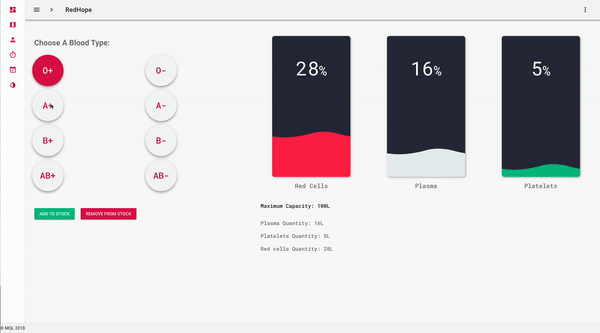 RedHope
Choose A Blood Type:
O+ O-
A+ A-
B+ B-
AB+ AB-
ADD TO STOCK REMOVE FROM STOCK
28% 16% 5%
Red Cells Plasma Platelets
Maximum Capacity: 100L
Plasma Quantity: 16L
Platelets Quantity: 5L
Red cells Quantity: 28L
© MQL 2018